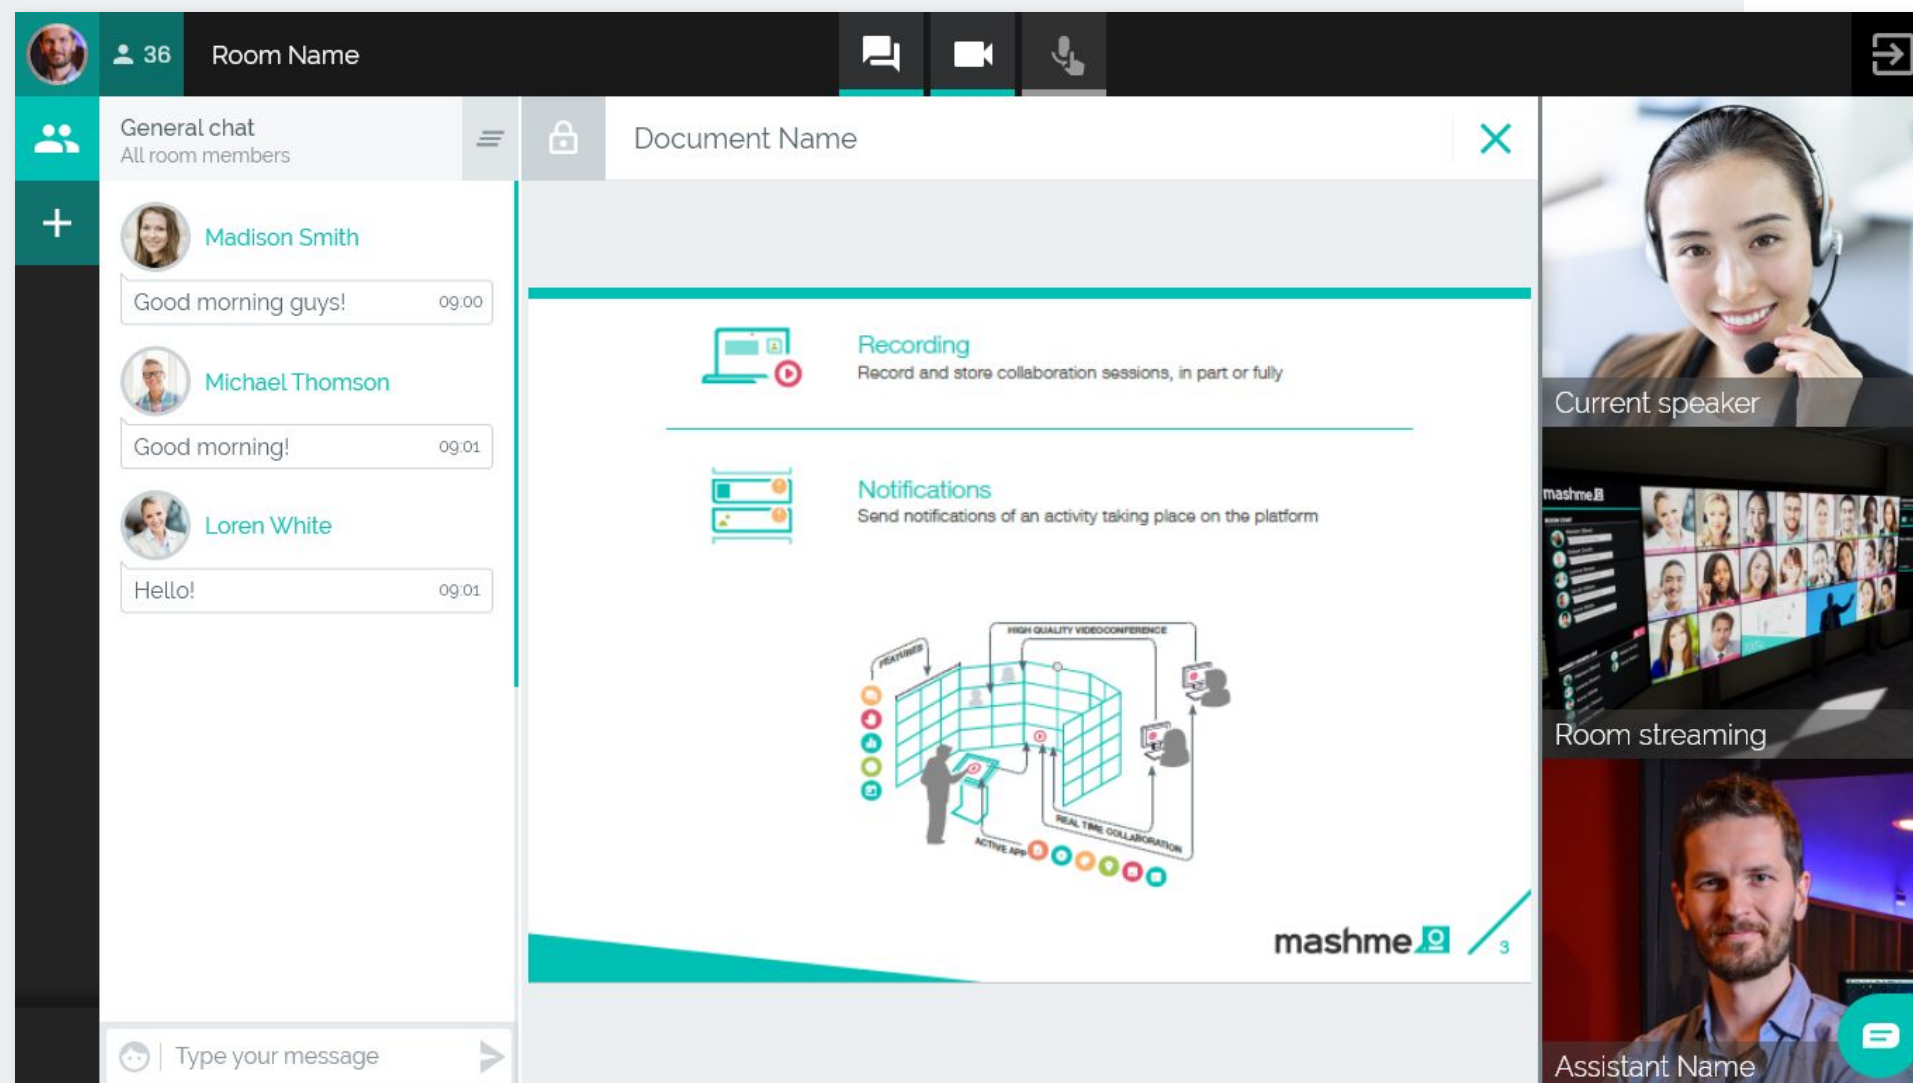 36
Room Name
General chat
All room members
Madison Smith
Good morning guys!
09:00
Michael Thomson
Good morning!
09:01
Loren White
Hello!
09:01
Type your message
Document Name
Recording
Record and store collaboration sessions, in part or fully
Notifications
Send notifications of an activity taking place on the platform
HIGH QUALITY VIDEOCONFERENCE
FEATURES
REAL TIME COLLABORATION
ACTIVE APP
mashme
3
Current speaker
mashme
ROOM CHAT
Room streaming
Assistant Name